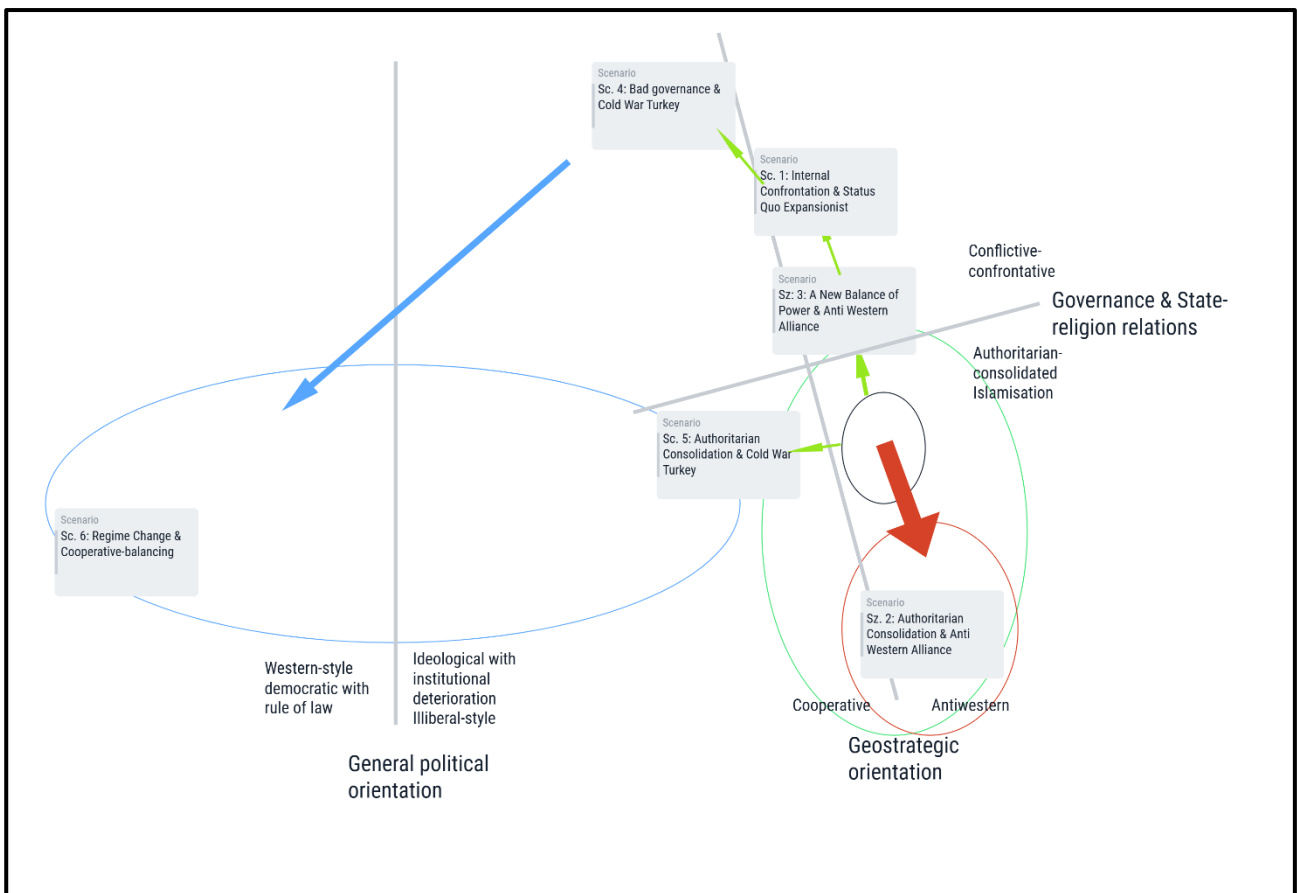 Scenario
Sc. 4: Bad governance &
Cold War Turkey
Scenario
Sc. 1: Internal
Confrontation & Status
Quo Expansionist
Conflictive-
confrontative
Scenario
Sz: 3: A New Balance of
Power & Anti Western
Alliance
Governance & State-
religion relations
Authoritarian-
consolidated
Islamisation
Scenario
Sc. 5: Authoritarian
Consolidation & Cold War
Turkey
Scenario
Sc. 6: Regime Change &
Cooperative-balancing
Scenario
Sz. 2: Authoritarian
Consolidation & Anti
Western Alliance
Western-style
democratic with
rule of law
Ideological with
institutional
deterioration
Illiberal-style
Cooperative
Antiwestern
Geostrategic
orientation
General political
orientation